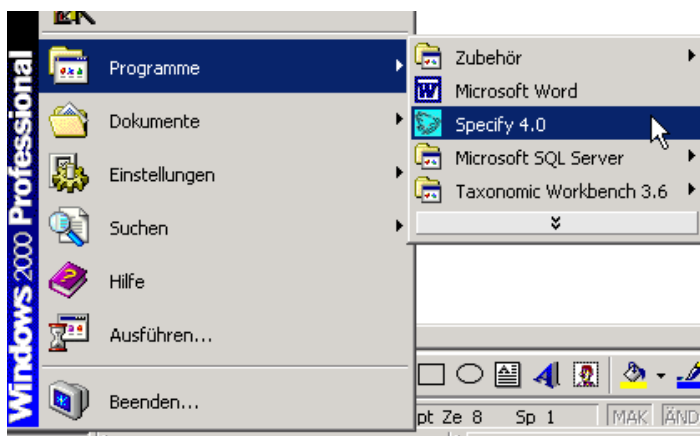 Windows 2000 Professional
Programme
Dokumente
Einstellungen
Suchen
Hilfe
Ausführen...
Beenden...
Zubehör
Microsoft Word
Specify 4.0
Microsoft SQL Server
Taxonomic Workbench 3.6
pt Ze 8 Sp 1 MAK ÄND